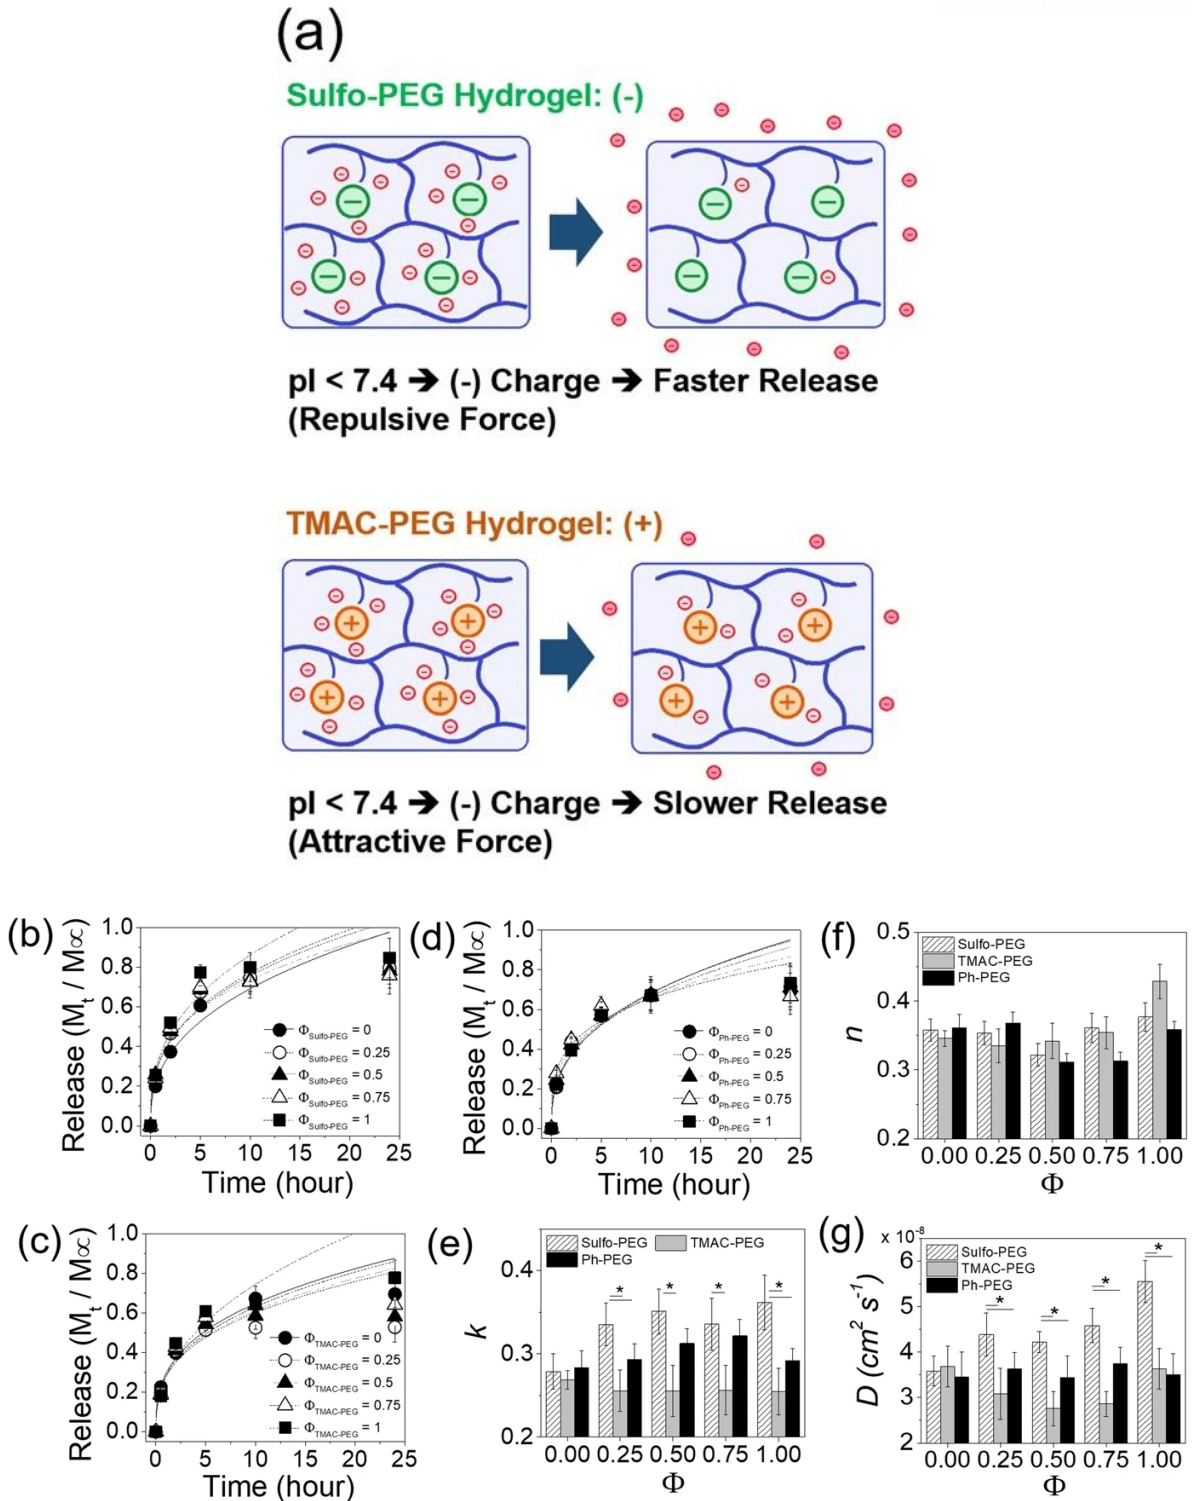 (a)
Sulfo-PEG Hydrogel: (-)
pI < 7.4 ➔ (-) Charge ➔ Faster Release
(Repulsive Force)
TMAC-PEG Hydrogel: (+)
pI < 7.4 ➔ (-) Charge ➔ Slower Release
(Attractive Force)
(b)
Release (Mt / M∝)
1.0
0.8
0.6
0.4
0.2
0.0
ΦSulfo-PEG = 0
ΦSulfo-PEG = 0.25
ΦSulfo-PEG = 0.5
ΦSulfo-PEG = 0.75
ΦSulfo-PEG = 1
0 5 10 15 20 25
Time (hour)
(d)
Release (Mt / M∝)
1.0
0.8
0.6
0.4
0.2
0.0
ΦPh-PEG = 0
ΦPh-PEG = 0.25
ΦPh-PEG = 0.5
ΦPh-PEG = 0.75
ΦPh-PEG = 1
0 5 10 15 20 25
Time (hour)
(f)
n
0.5
0.4
0.3
0.2
Sulfo-PEG
TMAC-PEG
Ph-PEG
0.00 0.25 0.50 0.75 1.00
Φ
(c)
Release (Mt / M∝)
1.0
0.8
0.6
0.4
0.2
0.0
ΦTMAC-PEG = 0
ΦTMAC-PEG = 0.25
ΦTMAC-PEG = 0.5
ΦTMAC-PEG = 0.75
ΦTMAC-PEG = 1
0 5 10 15 20 25
Time (hour)
(e)
k
0.4
0.3
0.2
Sulfo-PEG TMAC-PEG
Ph-PEG
* * * *
0.00 0.25 0.50 0.75 1.00
Φ
(g)
D (cm² s⁻¹)
x 10⁻⁸
6
5
4
3
2
Sulfo-PEG
TMAC-PEG
Ph-PEG
* * * *
0.00 0.25 0.50 0.75 1.00
Φ